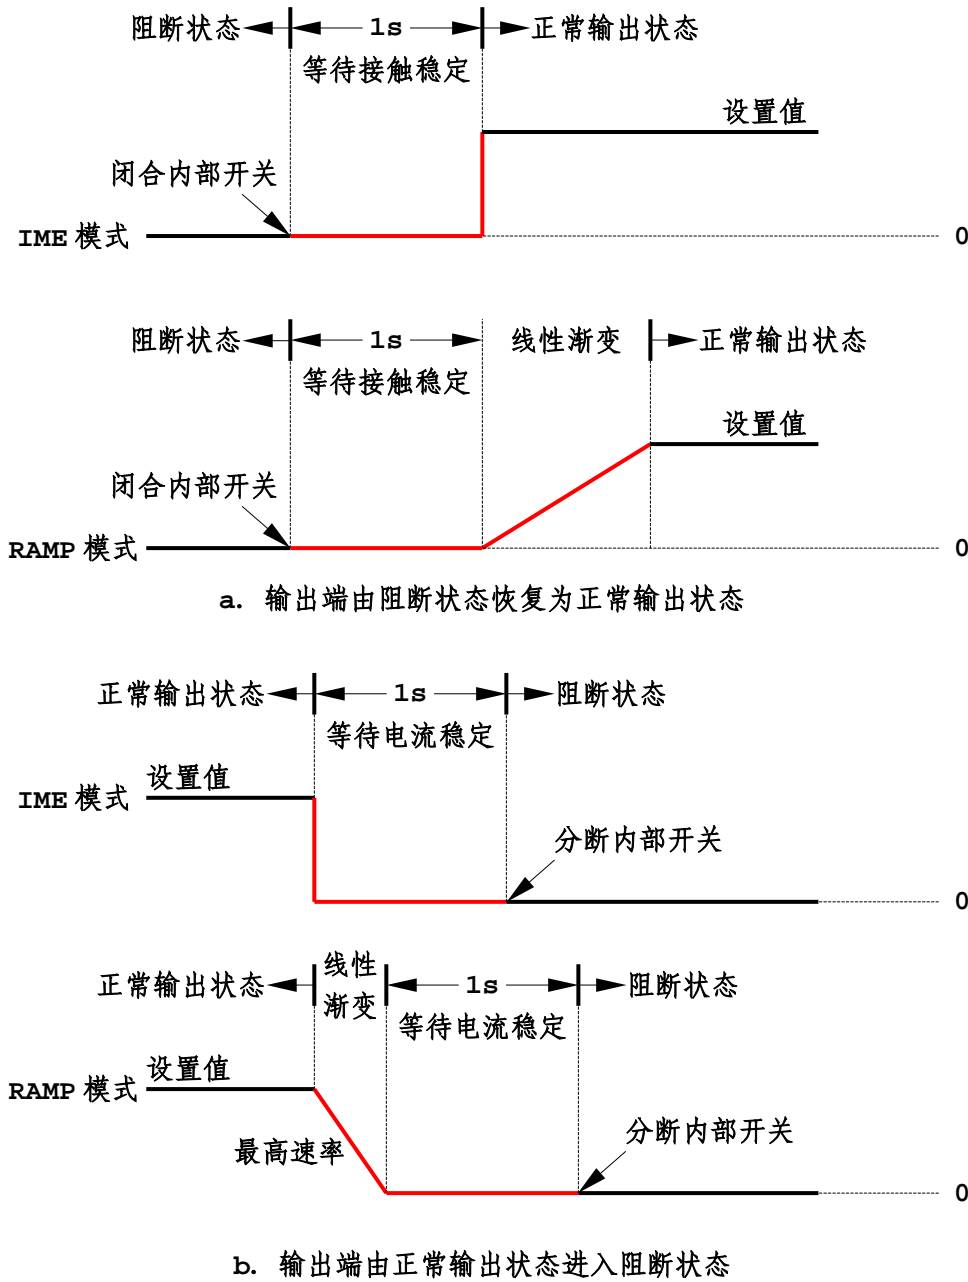 阻断状态 1s 正常输出状态
等待接触稳定
设置值
闭合内部开关
IME 模式 0
阻断状态 1s 线性渐变 正常输出状态
等待接触稳定
设置值
闭合内部开关
RAMP 模式 0
a. 输出端由阻断状态恢复为正常输出状态
正常输出状态 1s 阻断状态
等待电流稳定
设置值
IME 模式
分断内部开关
0
线性
正常输出状态 1s 阻断状态
渐变
等待电流稳定
设置值
RAMP 模式
分断内部开关
最高速率
0
b. 输出端由正常输出状态进入阻断状态